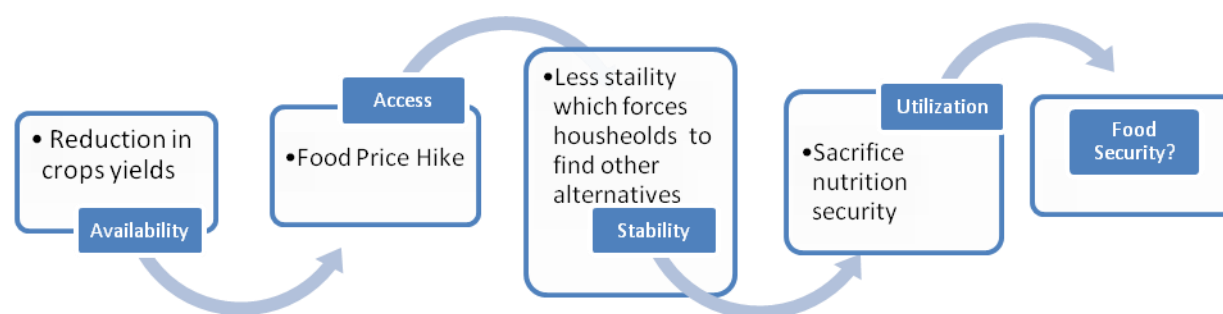 • Reduction in
crops yields
Availability
Access
•Food Price Hike
•Less staility
which forces
housheolds to
find other
alternatives
Stability
Utilization
•Sacrifice
nutrition
security
Food
Security?